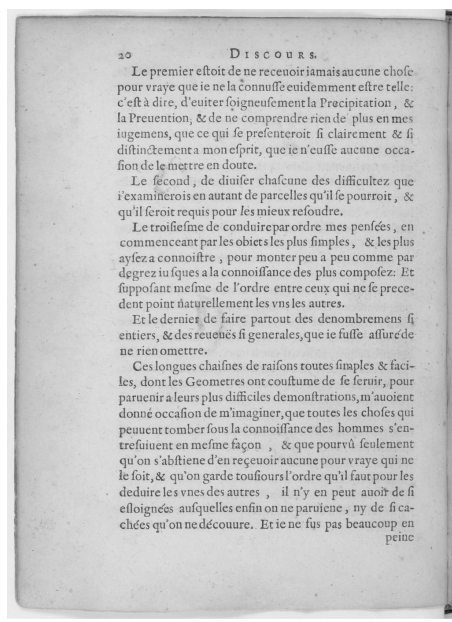 20 DISCOURS.
Le premier estoit de ne receuoir iamais aucune chose
pour vraye que ie ne la connusse euidemment estre telle:
c'est à dire, d'euiter soigneusement la Precipitation, &
la Preuention; & de ne comprendre rien de plus en mes
iugemens, que ce qui se presenteroit si clairement & si
distinctement a mon esprit, que ie n'eusse aucune occa-
sion de le mettre en doute.
Le second, de diuiser chascune des difficultez que
i'examinerois en autant de parcelles qu'il se pourroit, &
qu'il seroit requis pour les mieux resoudre.
Le troisiesme de conduire par ordre mes pensées, en
commenceant par les obiets les plus simples, & les plus
aysez a connoistre, pour monter peu a peu comme par
degrez iusques a la connoissance des plus composez: Et
supposant mesme de l'ordre entre ceux qui ne se prece-
dent point naturellement les vns les autres.
Et le dernier de faire partout des denombremens si
entiers, & des reueuës si generales, que ie fusse assuré de
ne rien omettre.
Ces longues chaisnes de raisons toutes simples & faci-
les, dont les Geometres ont coustume de se seruir, pour
paruenir a leurs plus difficiles demonstrations, m'auoient
donné occasion de m'imaginer, que toutes les choses qui
peuuent tomber sous la connoissance des hommes s'en-
tresuiuent en mesme façon, & que pourvû seulement
qu'on s'abstiene d'en reçeuoir aucune pour vraye qui ne
le soit, & qu'on garde tousiours l'ordre qu'il faut pour les
deduire les vnes des autres, il n'y en peut auoir de si
esloignées ausquelles enfin on ne paruiene, ny de si ca-
chées qu'on ne découure. Et ie ne fus pas beaucoup en
peine